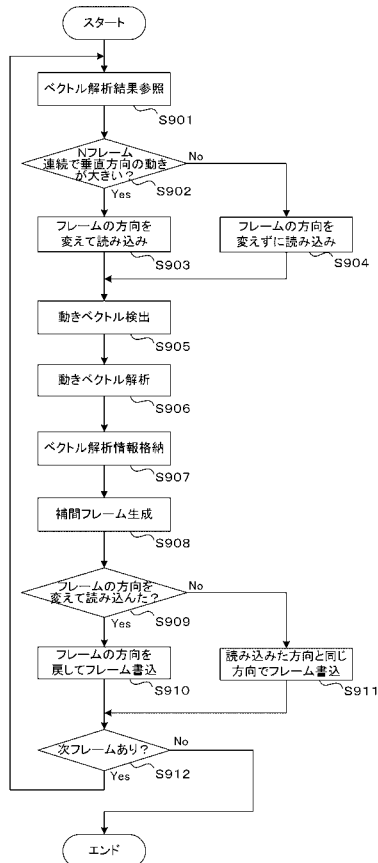 スタート
ベクトル解析結果参照
S901
Nフレーム
連続で垂直方向の動き
が大きい？
S902
No
Yes
フレームの方向を
変えて読み込み
S903
フレームの方向を
変えずに読み込み
S904
動きベクトル検出
S905
動きベクトル解析
S906
ベクトル解析情報格納
S907
補間フレーム生成
S908
フレームの方向を
変えて読み込んた？
No
Yes
S909
フレームの方向を
戻してフレーム書込
S910
読み込みた方向と同じ
方向でフレーム書込
S911
次フレームあり？
No
Yes
S912
エンド